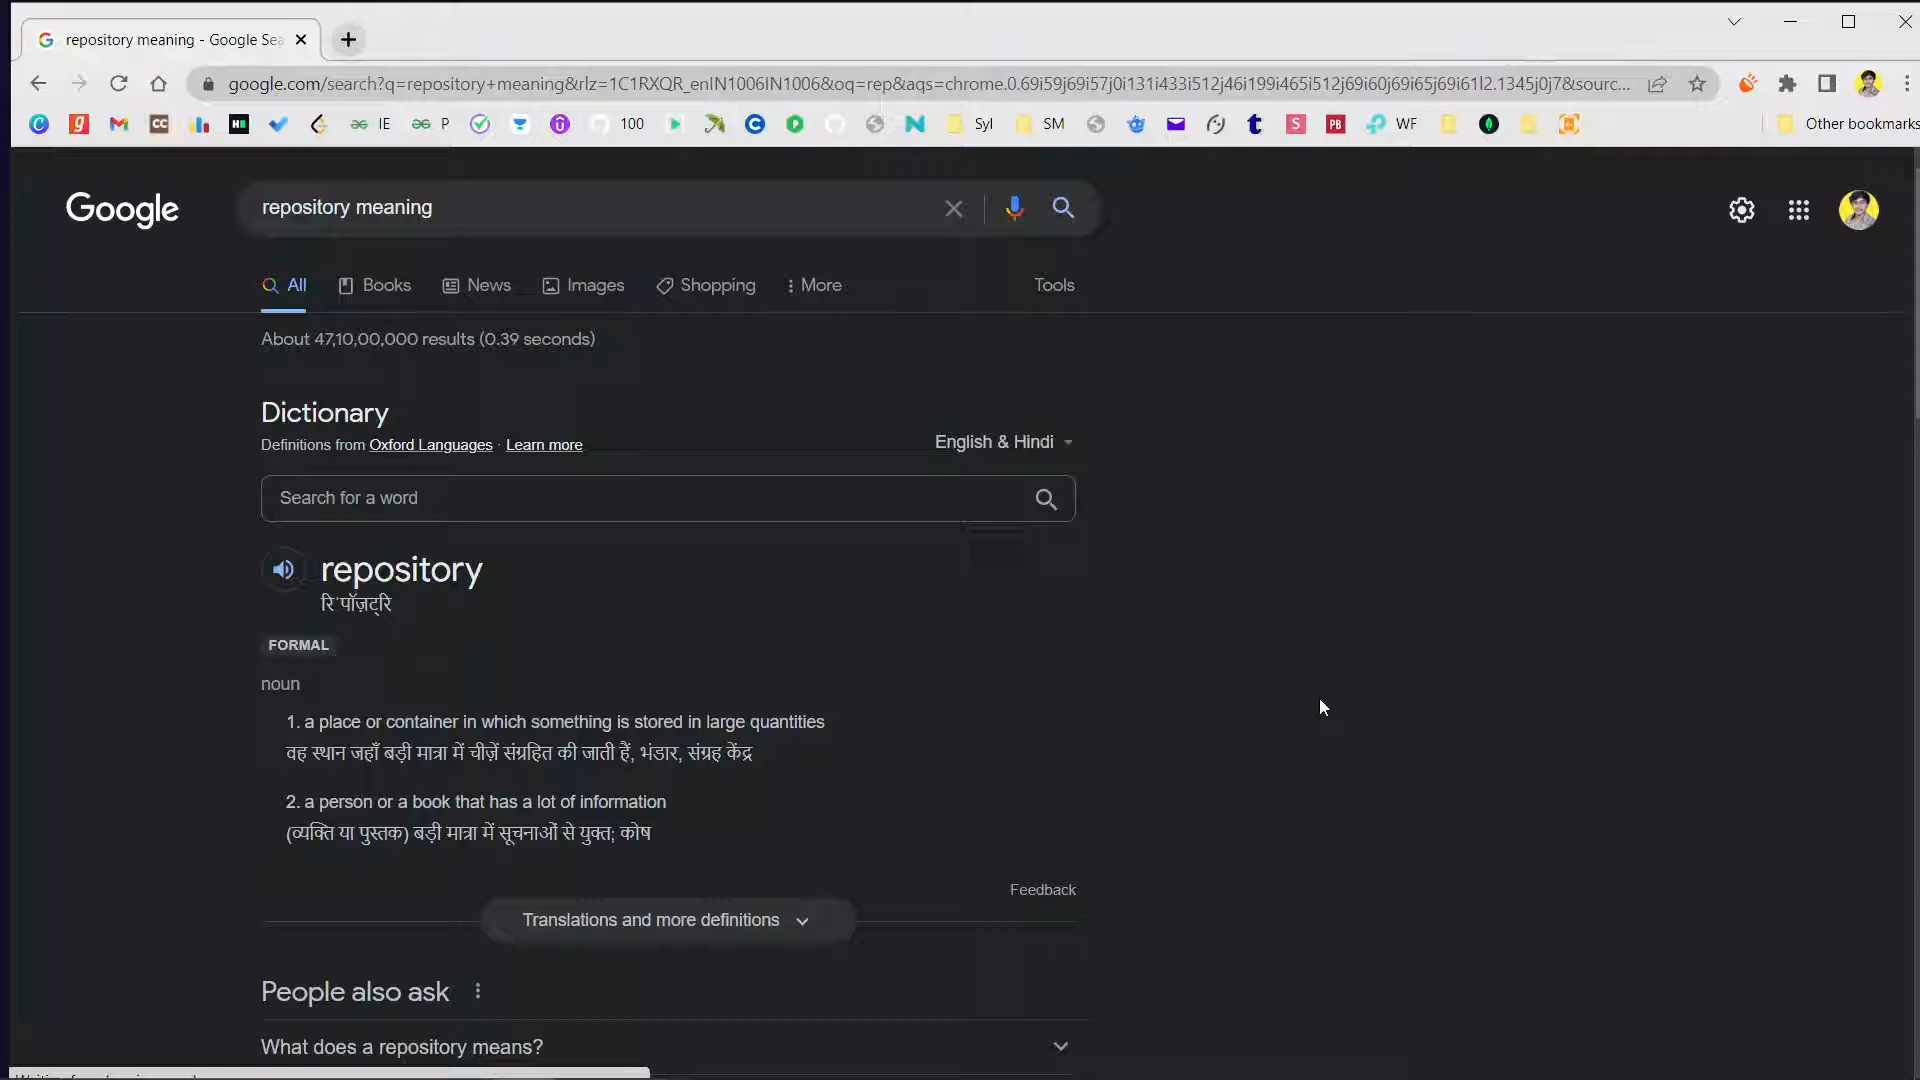 repository meaning - Google Sea
google.com/search?q=repository+meaning&rlz=1C1RXQR_enIN1006IN1006&oq=rep&aqs=chrome.0.69i59j69i57j0i131i433i512j46i199i465i512j69i60j69i65j69i61l2.1345j0j7&sourc...
IE
P
100
Syl
SM
WF
Other bookmarks
Google
repository meaning
All Books News Images Shopping More Tools
About 47,10,00,000 results (0.39 seconds)
Dictionary
Definitions from Oxford Languages · Learn more
English & Hindi
Search for a word
repository
रिˈपॉज़ट्रि
FORMAL
noun
1. a place or container in which something is stored in large quantities
वह स्थान जहाँ बड़ी मात्रा में चीज़ें संग्रहित की जाती हैं, भंडार, संग्रह केंद्र
2. a person or a book that has a lot of information
(व्यक्ति या पुस्तक) बड़ी मात्रा में सूचनाओं से युक्त; कोष
Feedback
Translations and more definitions
People also ask
What does a repository means?